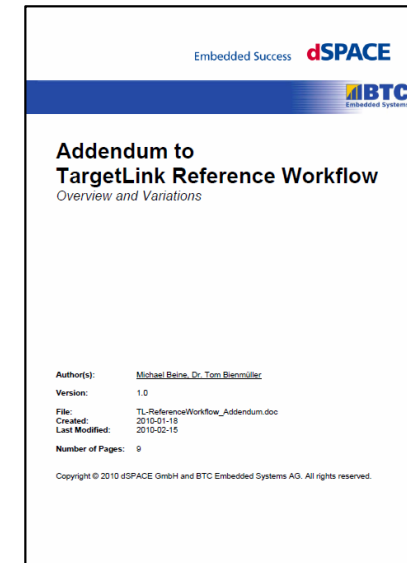 Embedded Success dSPACE
BTC
Embedded Systems
Addendum to
TargetLink Reference Workflow
Overview and Variations
Author(s): Michael Beine, Dr. Tom Bienmüller
Version: 1.0
File: TL-ReferenceWorkflow_Addendum.doc
Created: 2010-01-18
Last Modified: 2010-02-15
Number of Pages: 9
Copyright © 2010 dSPACE GmbH and BTC Embedded Systems AG. All rights reserved.